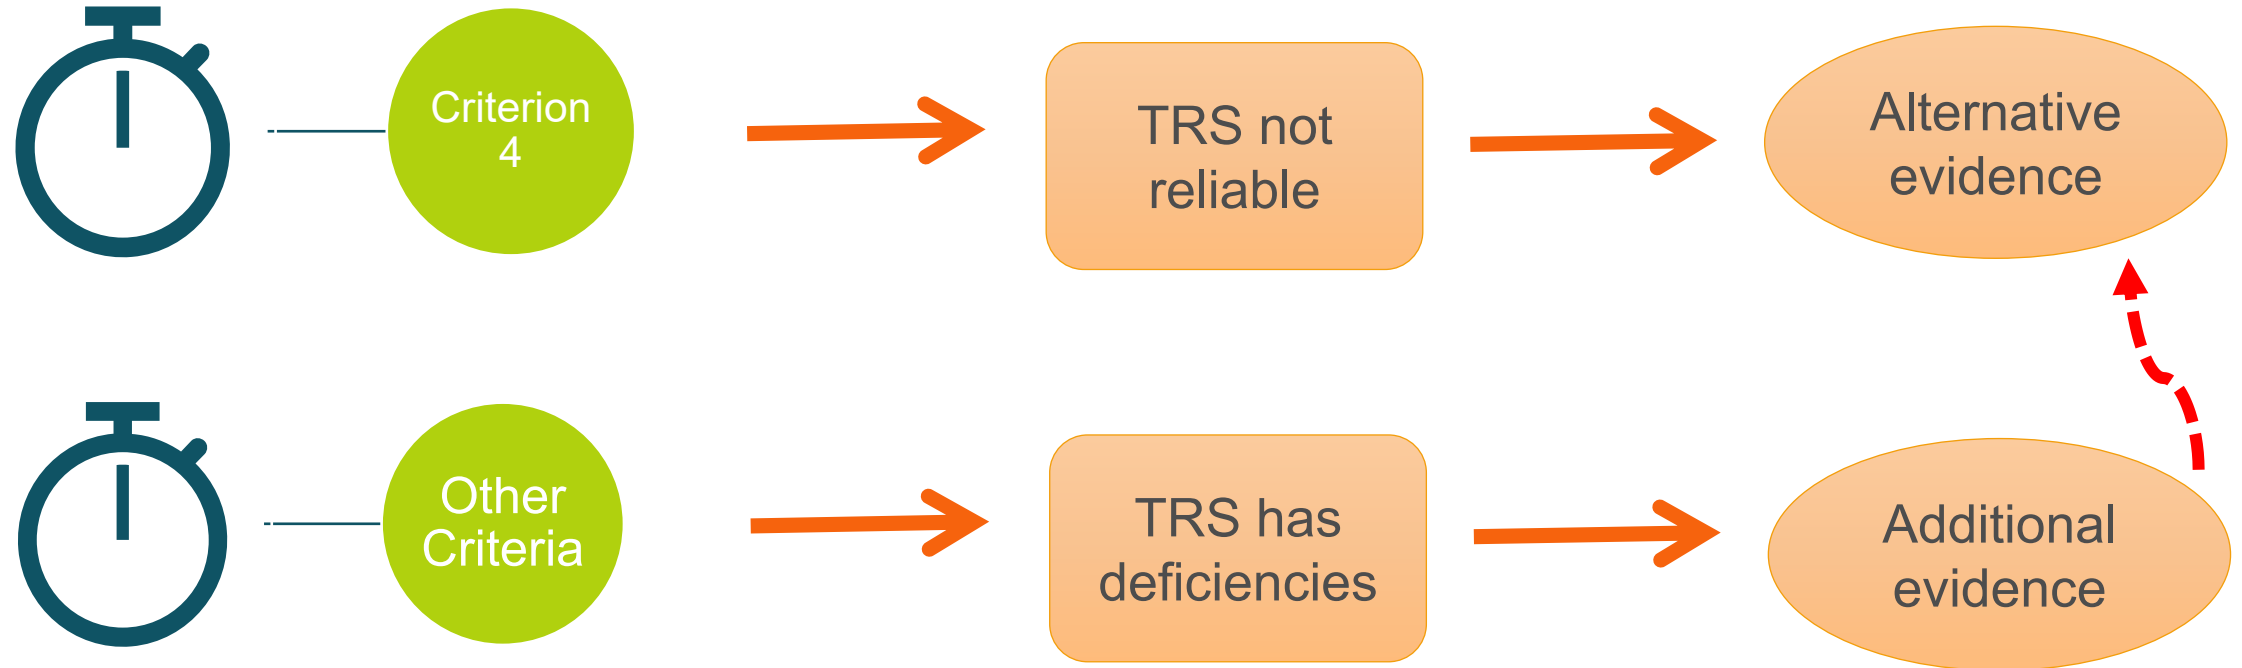 Criterion
4
TRS not
reliable
Alternative
evidence
Other
Criteria
TRS has
deficiencies
Additional
evidence